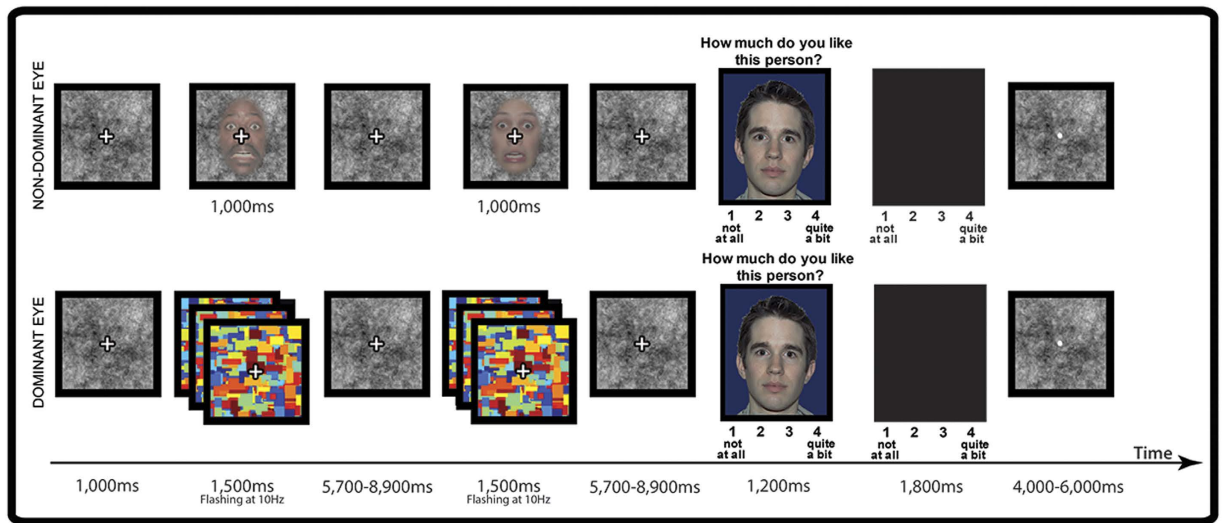 NON-DOMINANT EYE
1,000ms
1,000ms
How much do you like
this person?
1 2 3 4
not at all quite a bit
1 2 3 4
not at all quite a bit
DOMINANT EYE
How much do you like
this person?
1 2 3 4
not at all quite a bit
1 2 3 4
not at all quite a bit
Time
1,000ms
1,500ms
Flashing at 10Hz
5,700-8,900ms
1,500ms
Flashing at 10Hz
5,700-8,900ms
1,200ms
1,800ms
4,000-6,000ms